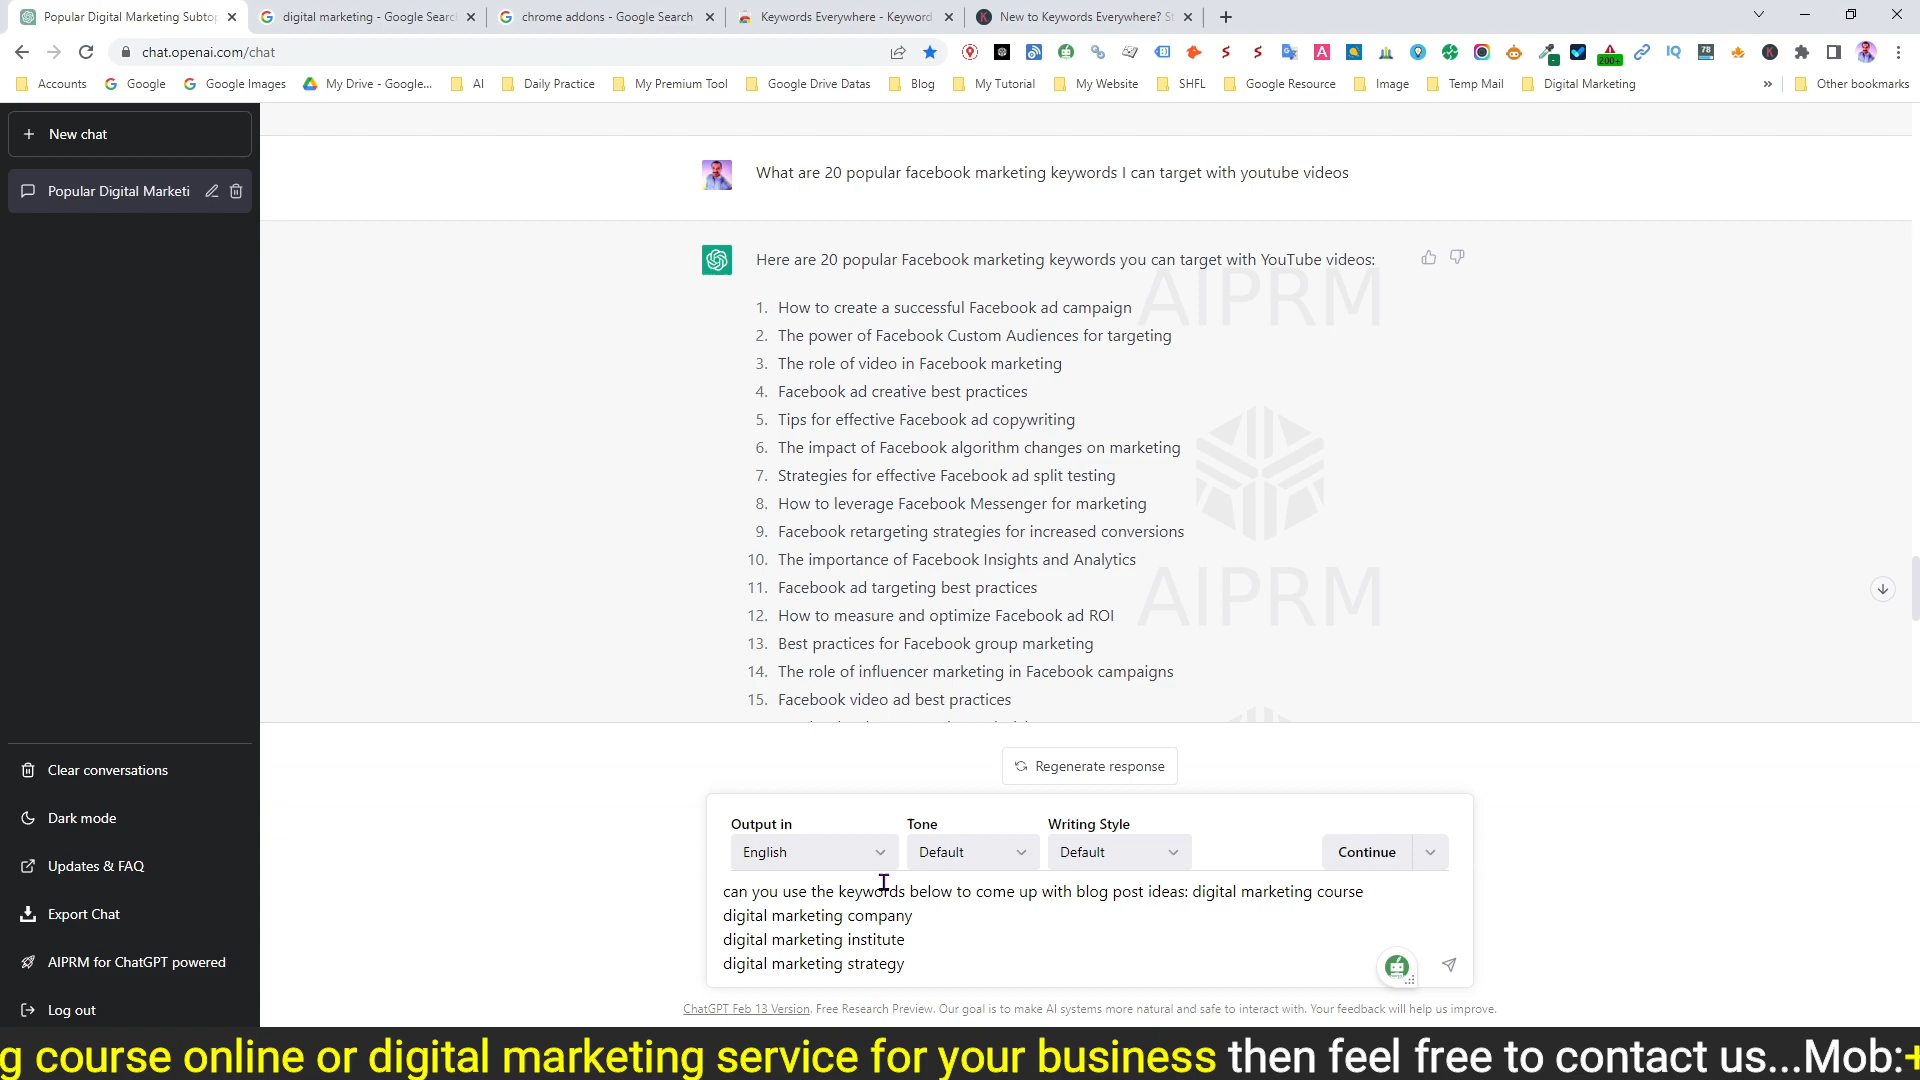 Popular Digital Marketing Subtop
digital marketing - Google Searc
chrome addons - Google Search
Keywords Everywhere - Keyword
New to Keywords Everywhere? S
chat.openai.com/chat
Accounts
Google
Google Images
My Drive - Google...
AI
Daily Practice
My Premium Tool
Google Drive Datas
Blog
My Tutorial
My Website
SHFL
Google Resource
Image
Temp Mail
Digital Marketing
»
Other bookmarks
New chat
Popular Digital Marketi
What are 20 popular facebook marketing keywords I can target with youtube videos
Here are 20 popular Facebook marketing keywords you can target with YouTube videos:
AIPRM
1. How to create a successful Facebook ad campaign
2. The power of Facebook Custom Audiences for targeting
3. The role of video in Facebook marketing
4. Facebook ad creative best practices
5. Tips for effective Facebook ad copywriting
6. The impact of Facebook algorithm changes on marketing
7. Strategies for effective Facebook ad split testing
8. How to leverage Facebook Messenger for marketing
9. Facebook retargeting strategies for increased conversions
10. The importance of Facebook Insights and Analytics
11. Facebook ad targeting best practices
AIPRM
12. How to measure and optimize Facebook ad ROI
13. Best practices for Facebook group marketing
14. The role of influencer marketing in Facebook campaigns
15. Facebook video ad best practices
Clear conversations
Dark mode
Updates & FAQ
Export Chat
AIPRM for ChatGPT powered
Log out
Regenerate response
Output in
Tone
Writing Style
English
Default
Default
Continue
can you use the keywords below to come up with blog post ideas: digital marketing course
digital marketing company
digital marketing institute
digital marketing strategy
ChatGPT Feb 13 Version. Free Research Preview. Our goal is to make AI systems more natural and safe to interact with. Your feedback will help us improve.
g course online or digital marketing service for your business then feel free to contact us...Mob:+